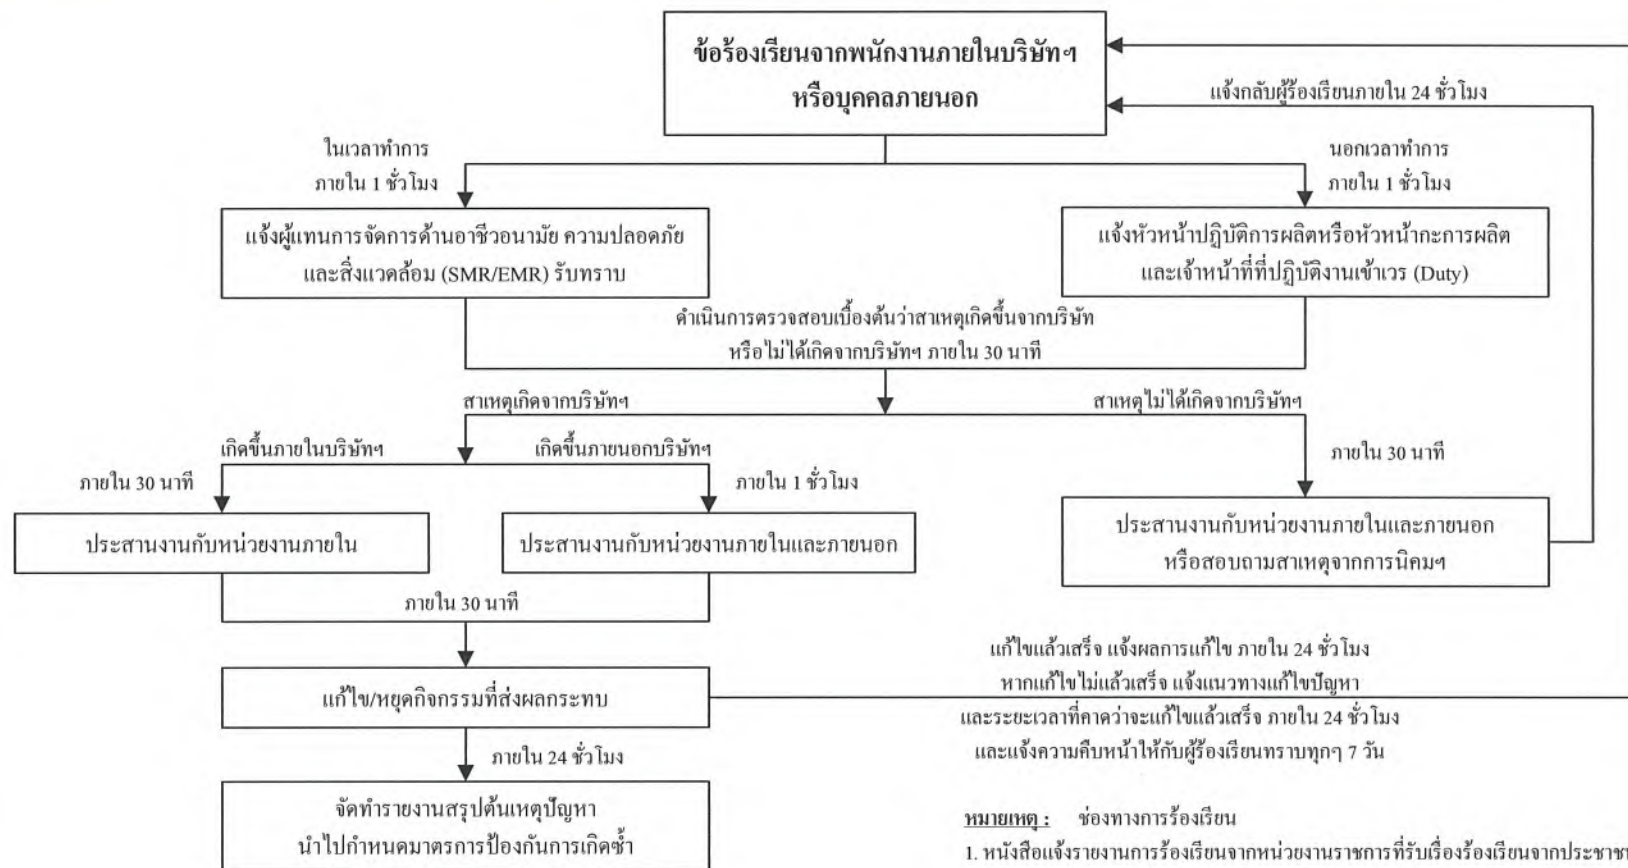 ข้อร้องเรียนจากพนักงานภายในบริษัทฯ
หรือบุคคลภายนอก
แจ้งกลับผู้ร้องเรียนภายใน 24 ชั่วโมง
ในเวลาทำการ
ภายใน 1 ชั่วโมง
นอกเวลาทำการ
ภายใน 1 ชั่วโมง
แจ้งผู้แทนการจัดการด้านอาชีวอนามัย ความปลอดภัย
และสิ่งแวดล้อม (SMR/EMR) รับทราบ
แจ้งหัวหน้าปฏิบัติการผลิตหรือหัวหน้ากะการผลิต
และเจ้าหน้าที่ที่ปฏิบัติงานเข้าเวร (Duty)
ดำเนินการตรวจสอบเบื้องต้นว่าสาเหตุเกิดขึ้นจากบริษัท
หรือไม่ได้เกิดจากบริษัทฯ ภายใน 30 นาที
สาเหตุเกิดจากบริษัทฯ
สาเหตุไม่ได้เกิดจากบริษัทฯ
เกิดขึ้นภายในบริษัทฯ
เกิดขึ้นภายนอกบริษัทฯ
ภายใน 30 นาที
ภายใน 1 ชั่วโมง
ภายใน 30 นาที
ประสานงานกับหน่วยงานภายใน
ประสานงานกับหน่วยงานภายในและภายนอก
ประสานงานกับหน่วยงานภายในและภายนอก
หรือสอบถามสาเหตุจากการนิคมฯ
ภายใน 30 นาที
แก้ไข/หยุดกิจกรรมที่ส่งผลกระทบ
แก้ไขแล้วเสร็จ แจ้งผลการแก้ไข ภายใน 24 ชั่วโมง
หากแก้ไขไม่แล้วเสร็จ แจ้งแนวทางแก้ไขปัญหา
และระยะเวลาที่คาดว่าจะแก้ไขแล้วเสร็จ ภายใน 24 ชั่วโมง
และแจ้งความคืบหน้าให้กับผู้ร้องเรียนทราบทุกๆ 7 วัน
ภายใน 24 ชั่วโมง
จัดทำรายงานสรุปต้นเหตุปัญหา
นำไปกำหนดมาตรการป้องกันการเกิดซ้ำ
หมายเหตุ : ช่องทางการร้องเรียน
1. หนังสือแจ้งรายงานการร้องเรียนจากหน่วยงานราชการที่รับเรื่องร้องเรียนจากประชาชน